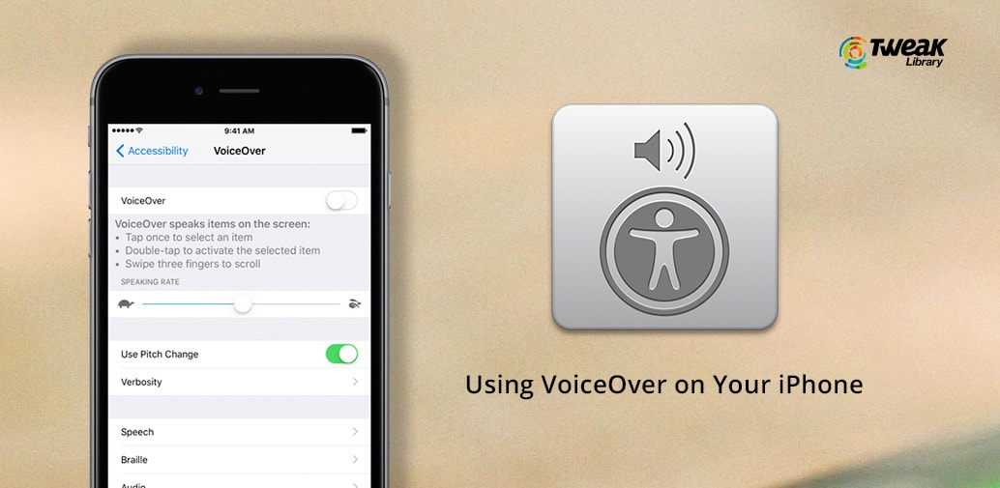 TWEAK
Library
9:41 AM
Accessibility VoiceOver
VoiceOver
VoiceOver speaks items on the screen:
• Tap once to select an item
• Double-tap to activate the selected item
• Swipe three fingers to scroll
SPEAKING RATE
Use Pitch Change
Verbosity
Speech
Braille
Audio
Using VoiceOver on Your iPhone